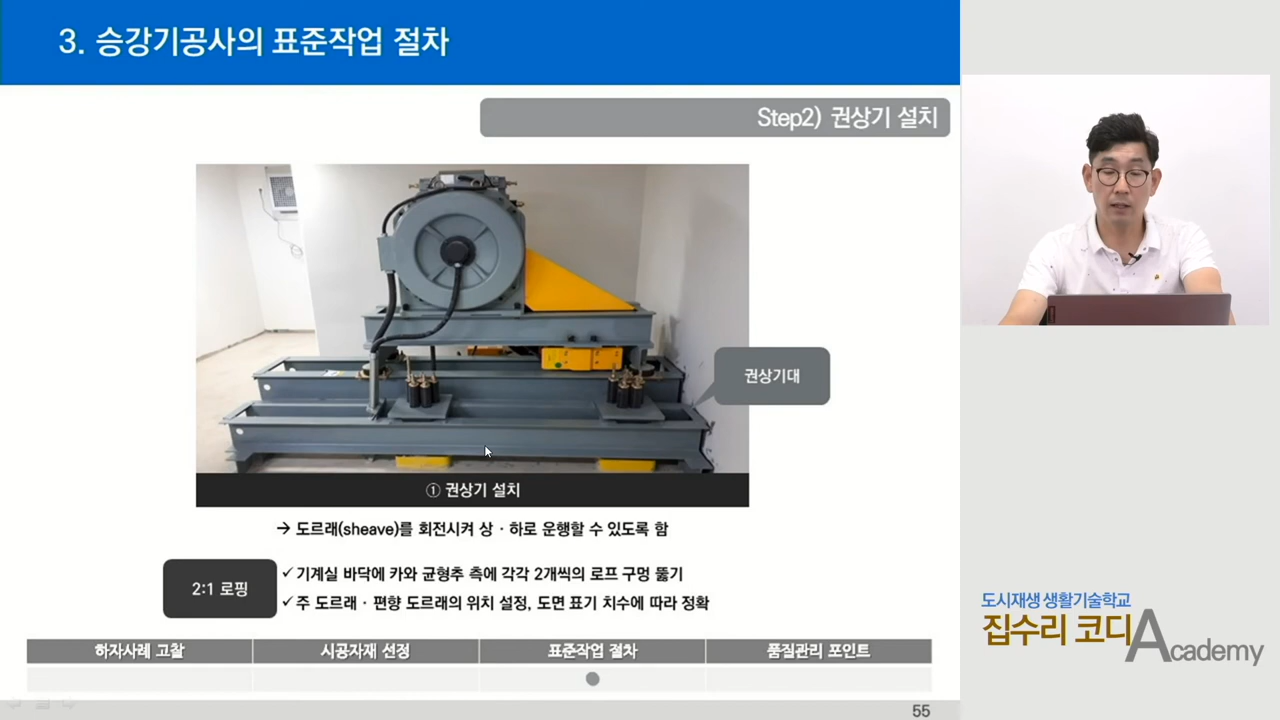 3. 승강기공사의 표준작업 절차
Step2) 권상기 설치
권상기대
① 권상기 설치
→ 도르래(sheave)를 회전시켜 상 · 하로 운행할 수 있도록 함
2:1 로핑
✓ 기계실 바닥에 카와 균형추 측에 각각 2개씩의 로프 구멍 뚫기
✓ 주 도르래 · 편향 도르래의 위치 설정, 도면 표기 치수에 따라 정확
하자사례 고찰 시공자재 선정 표준작업 절차 품질관리 포인트
55
도시재생 생활기술학교
집수리 코디 Academy